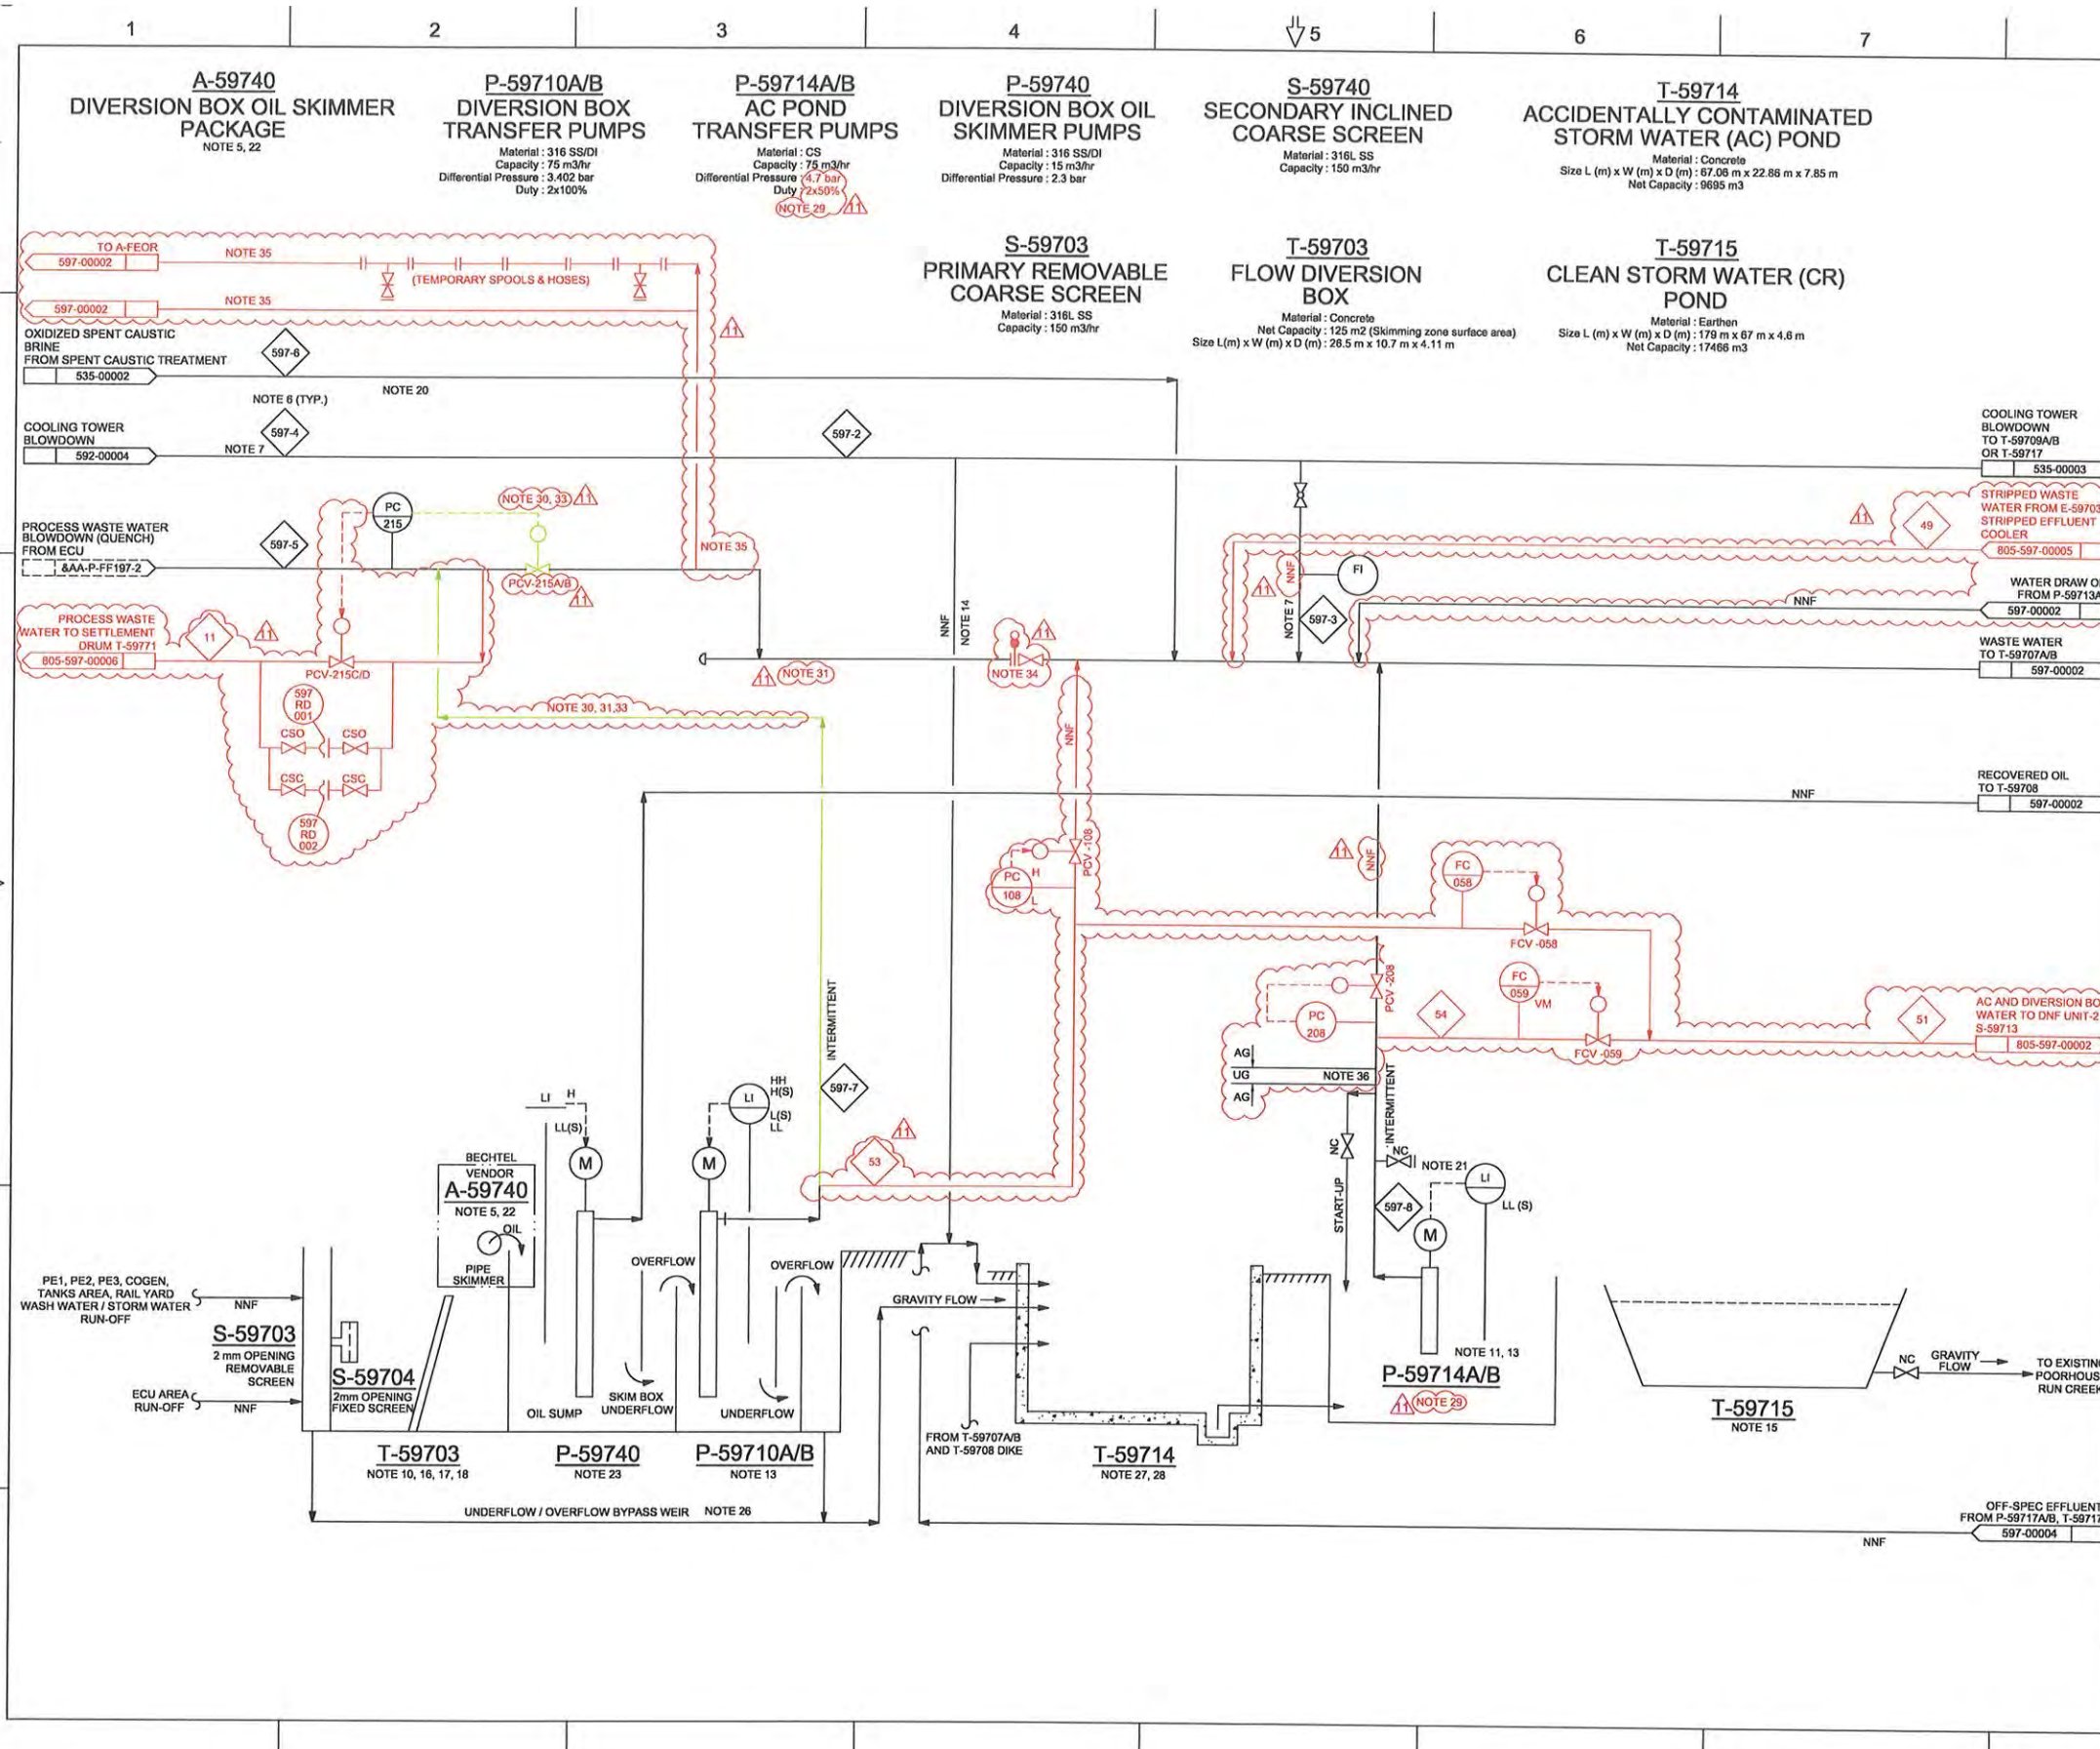 1
2
3
4
5
6
7
A-59740
DIVERSION BOX OIL SKIMMER
PACKAGE
NOTE 5, 22
P-59710A/B
DIVERSION BOX
TRANSFER PUMPS
Material : 316 SS/DI
Capacity : 75 m3/hr
Differential Pressure : 3.402 bar
Duty : 2x100%
P-59714A/B
AC POND
TRANSFER PUMPS
Material : CS
Capacity : 75 m3/hr
Differential Pressure : 4.7 bar
Duty : 2x50%
NOTE 29
11
P-59740
DIVERSION BOX OIL
SKIMMER PUMPS
Material : 316 SS/DI
Capacity : 15 m3/hr
Differential Pressure : 2.3 bar
S-59740
SECONDARY INCLINED
COARSE SCREEN
Material : 316L SS
Capacity : 150 m3/hr
T-59714
ACCIDENTALLY CONTAMINATED
STORM WATER (AC) POND
Material : Concrete
Size L (m) x W (m) x D (m) : 67.06 m x 22.86 m x 7.85 m
Net Capacity : 9695 m3
S-59703
PRIMARY REMOVABLE
COARSE SCREEN
Material : 316L SS
Capacity : 150 m3/hr
T-59703
FLOW DIVERSION
BOX
Material : Concrete
Net Capacity : 125 m2 (Skimming zone surface area)
Size L(m) x W (m) x D (m) : 26.5 m x 10.7 m x 4.11 m
T-59715
CLEAN STORM WATER (CR)
POND
Material : Earthen
Size L (m) x W (m) x D (m) : 179 m x 67 m x 4.6 m
Net Capacity : 17466 m3
TO A-FEOR
597-00002
NOTE 35
(TEMPORARY SPOOLS & HOSES)
597-00002
NOTE 35
11
OXIDIZED SPENT CAUSTIC
BRINE
FROM SPENT CAUSTIC TREATMENT
535-00002
597-6
NOTE 20
NOTE 6 (TYP.)
COOLING TOWER
BLOWDOWN
592-00004
597-4
NOTE 7
597-2
COOLING TOWER
BLOWDOWN
TO T-59709A/B
OR T-59717
535-00003
PROCESS WASTE WATER
BLOWDOWN (QUENCH)
FROM ECU
&AA-P-FF197-2
597-5
PC
215
NOTE 30, 33
11
PCV-215A/B
11
NOTE 35
STRIPPED WASTE
WATER FROM E-59703
STRIPPED EFFLUENT
COOLER
805-597-00005
49
11
NNF
11
FI
NOTE 7
597-3
NNF
WATER DRAW O
FROM P-59713A
597-00002
WASTE WATER
TO T-59707A/B
597-00002
PROCESS WASTE
WATER TO SETTLEMENT
DRUM T-59771
805-597-00006
11
11
PCV-215C/D
597
RD
001
CSO
CSO
CSC
CSC
597
RD
002
NOTE 30, 31,33
11
NOTE 31
NNF
NOTE 14
11
NOTE 34
NNF
RECOVERED OIL
TO T-59708
597-00002
NNF
PC
108
H
L
PCV -108
11
NNF
FC
058
FCV -058
PCV -208
PC
208
54
FC
059
VM
FCV -059
51
AC AND DIVERSION BO
WATER TO DNF UNIT-2
S-59713
805-597-00002
AG
UG
AG
NOTE 36
INTERMITTENT
INTERMITTENT
597-7
LI
H
LL(S)
M
M
LI
HH
H(S)
L(S)
LL
11
53
NC
START-UP
NC
NOTE 21
597-8
LI
LL (S)
M
BECHTEL
VENDOR
A-59740
NOTE 5, 22
OIL
PIPE
SKIMMER
OVERFLOW
OVERFLOW
GRAVITY FLOW
PE1, PE2, PE3, COGEN,
TANKS AREA, RAIL YARD
WASH WATER / STORM WATER
RUN-OFF
NNF
S-59703
2 mm OPENING
REMOVABLE
SCREEN
ECU AREA
RUN-OFF
NNF
S-59704
2mm OPENING
FIXED SCREEN
OIL SUMP
SKIM BOX
UNDERFLOW
UNDERFLOW
T-59703
NOTE 10, 16, 17, 18
P-59740
NOTE 23
P-59710A/B
NOTE 13
FROM T-59707A/B
AND T-59708 DIKE
T-59714
NOTE 27, 28
NOTE 11, 13
P-59714A/B
11
NOTE 29
T-59715
NOTE 15
NC
GRAVITY
FLOW
TO EXISTING
POORHOUS
RUN CREEK
UNDERFLOW / OVERFLOW BYPASS WEIR
NOTE 26
OFF-SPEC EFFLUENT
FROM P-59717A/B, T-59717
597-00004
NNF